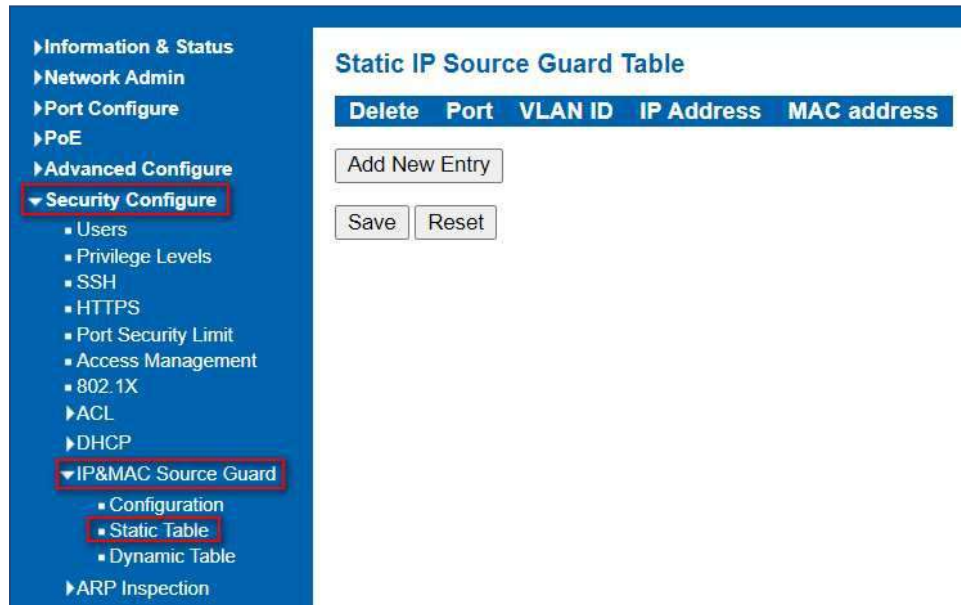 Information & Status
Network Admin
Port Configure
PoE
Advanced Configure
Security Configure
Users
Privilege Levels
SSH
HTTPS
Port Security Limit
Access Management
802.1X
ACL
DHCP
IP&MAC Source Guard
Configuration
Static Table
Dynamic Table
ARP Inspection
Static IP Source Guard Table
Delete Port VLAN ID IP Address MAC address
Add New Entry
Save Reset